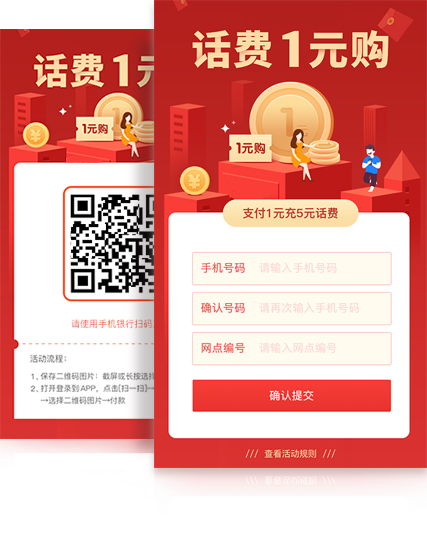 话费1元
1元购
请使用手机银行扫码
活动流程：
1、保存二维码图片：截屏或长按选择
2、打开登录到 APP，点击[扫一扫]→
→选择二维码图片→付款
话费1元购
1元购
支付1元充5元话费
手机号码 请输入手机号码
确认号码 请再次输入手机号码
网点编号 请输入网点编号
确认提交
/// 查看活动规则 ///